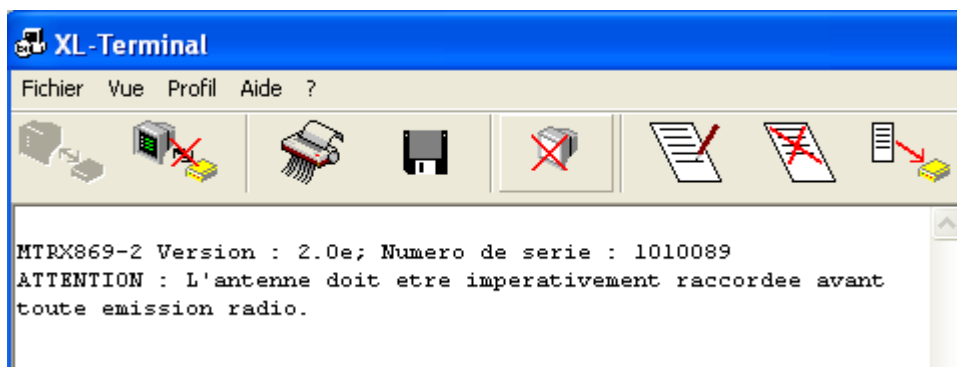 XL-Terminal
Fichier Vue Profil Aide ?
MTRX869-2 Version : 2.0e; Numero de serie : 1010089
ATTENTION : L'antenne doit etre imperativement raccordee avant
toute emission radio.